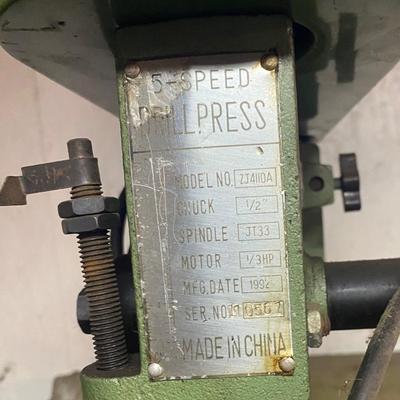 5-SPEED
DRILL PRESS
MODEL NO. ZJ4110A
CHUCK 1/2"
SPINDLE JT33
MOTOR 1/3HP
MFG.DATE 1992
SER.NO.
MADE IN CHINA